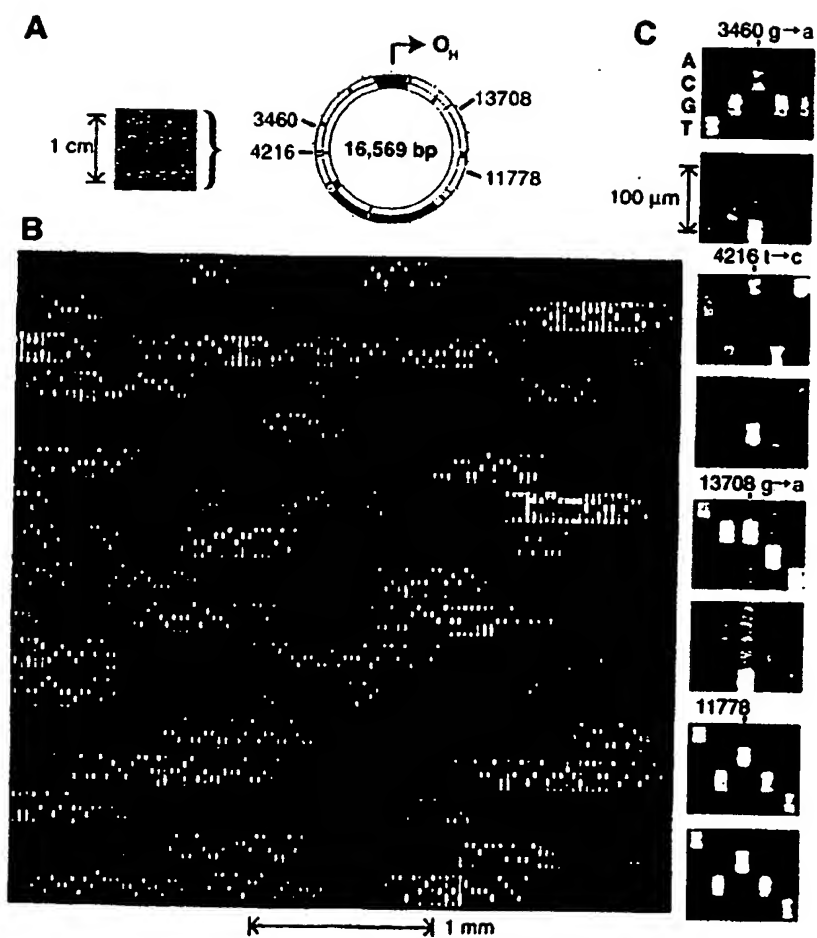 A
O_H
13708
3460
4216
16,569 bp
11778
1 cm
B
1 mm
C
3460 g→a
A
C
G
T
100 μm
4216 t→c
13708 g→a
11778